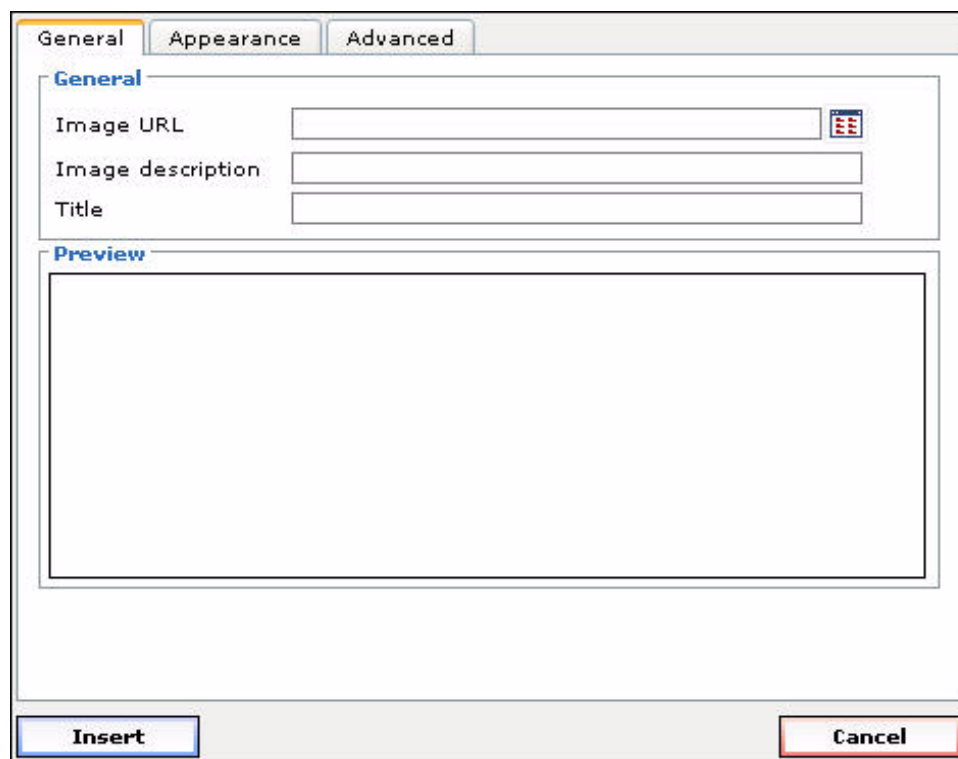 General Appearance Advanced
General
Image URL
Image description
Title
Preview
Insert Cancel